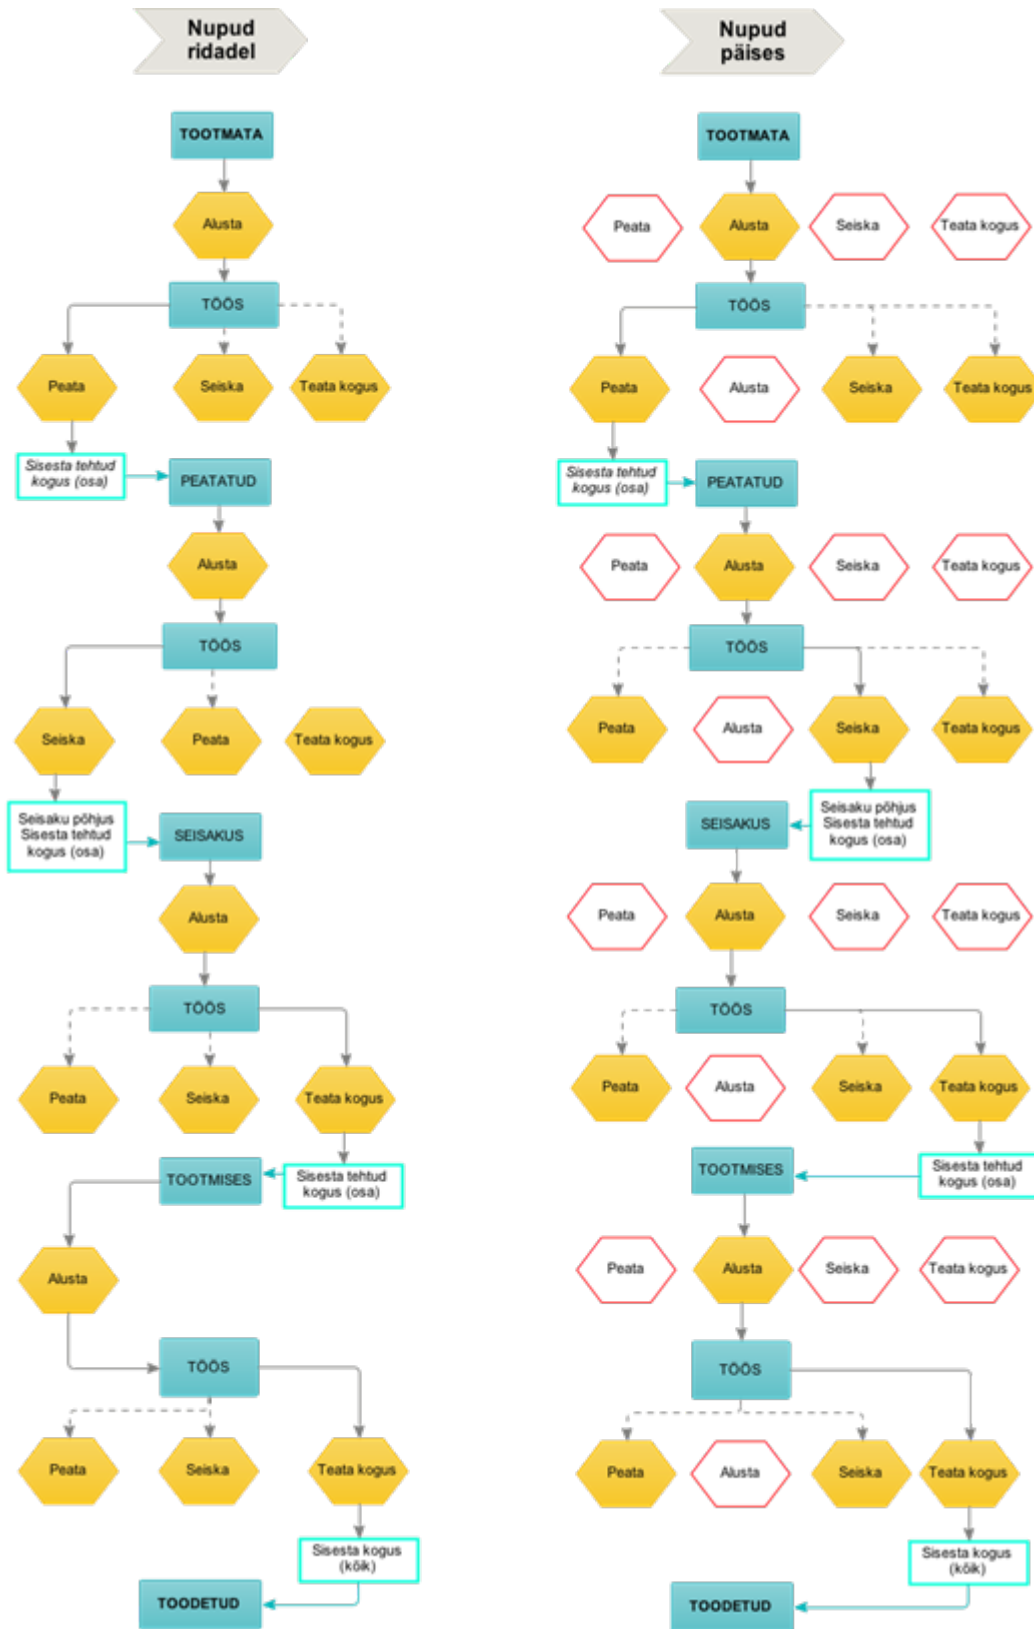 Nupud
ridadel
TOOTMATA
Alusta
TÖÖS
Peata
Seiska
Teata kogus
Sisesta tehtud
kogus (osa)
PEATATUD
Alusta
TÖÖS
Seiska
Peata
Teata kogus
Seisaku põhjus
Sisesta tehtud
kogus (osa)
SEISAKUS
Alusta
TÖÖS
Peata
Seiska
Teata kogus
TOOTMISES
Sisesta tehtud
kogus (osa)
Alusta
TÖÖS
Peata
Seiska
Teata kogus
Sisesta kogus
(kõik)
TOODETUD
Nupud
päises
TOOTMATA
Peata
Alusta
Seiska
Teata kogus
TÖÖS
Peata
Alusta
Seiska
Teata kogus
Sisesta tehtud
kogus (osa)
PEATATUD
Peata
Alusta
Seiska
Teata kogus
TÖÖS
Peata
Alusta
Seiska
Teata kogus
SEISAKUS
Seisaku põhjus
Sisesta tehtud
kogus (osa)
Peata
Alusta
Seiska
Teata kogus
TÖÖS
Peata
Alusta
Seiska
Teata kogus
TOOTMISES
Sisesta tehtud
kogus (osa)
Peata
Alusta
Seiska
Teata kogus
TÖÖS
Peata
Alusta
Seiska
Teata kogus
Sisesta kogus
(kõik)
TOODETUD